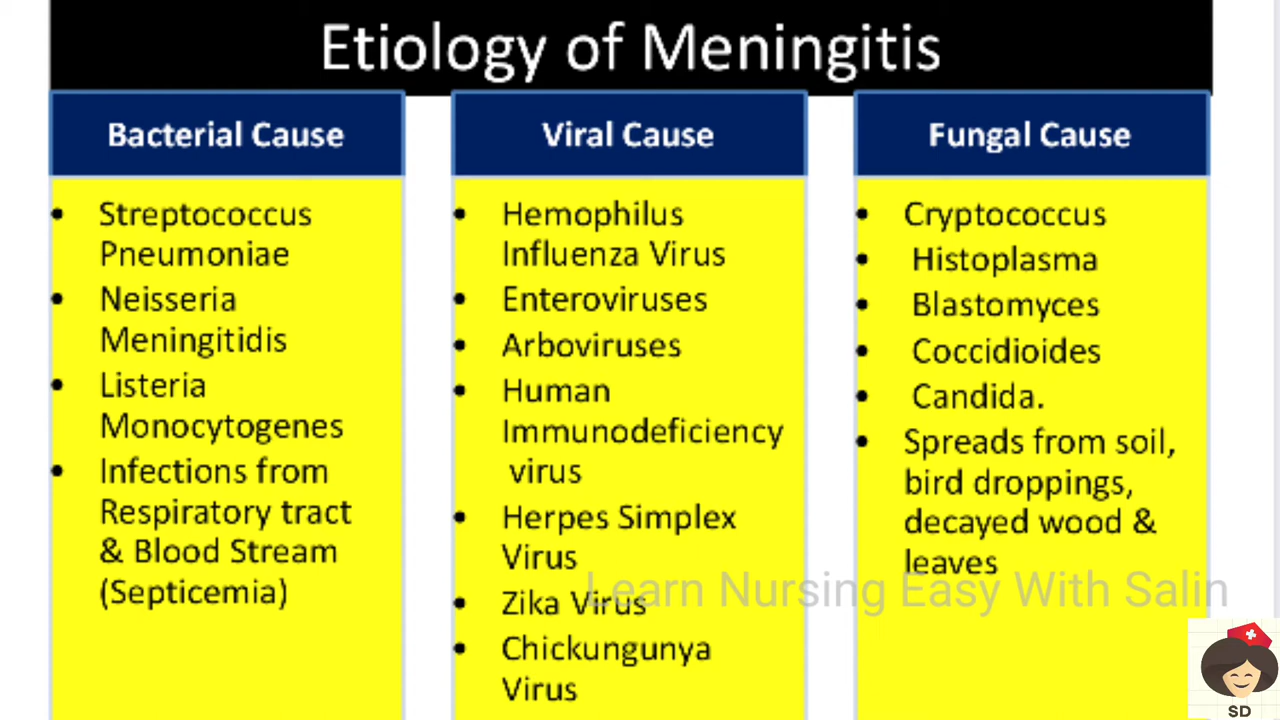 Etiology of Meningitis
Bacterial Cause
• Streptococcus
Pneumoniae
• Neisseria
Meningitidis
• Listeria
Monocytogenes
• Infections from
Respiratory tract
& Blood Stream
(Septicemia)
Viral Cause
• Hemophilus
Influenza Virus
• Enteroviruses
• Arboviruses
• Human
Immunodeficiency
virus
• Herpes Simplex
Virus
• Zika Virus
• Chickungunya
Virus
Fungal Cause
• Cryptococcus
• Histoplasma
• Blastomyces
• Coccidioides
• Candida.
• Spreads from soil,
bird droppings,
decayed wood &
leaves
Learn Nursing Easy With Salin
SD